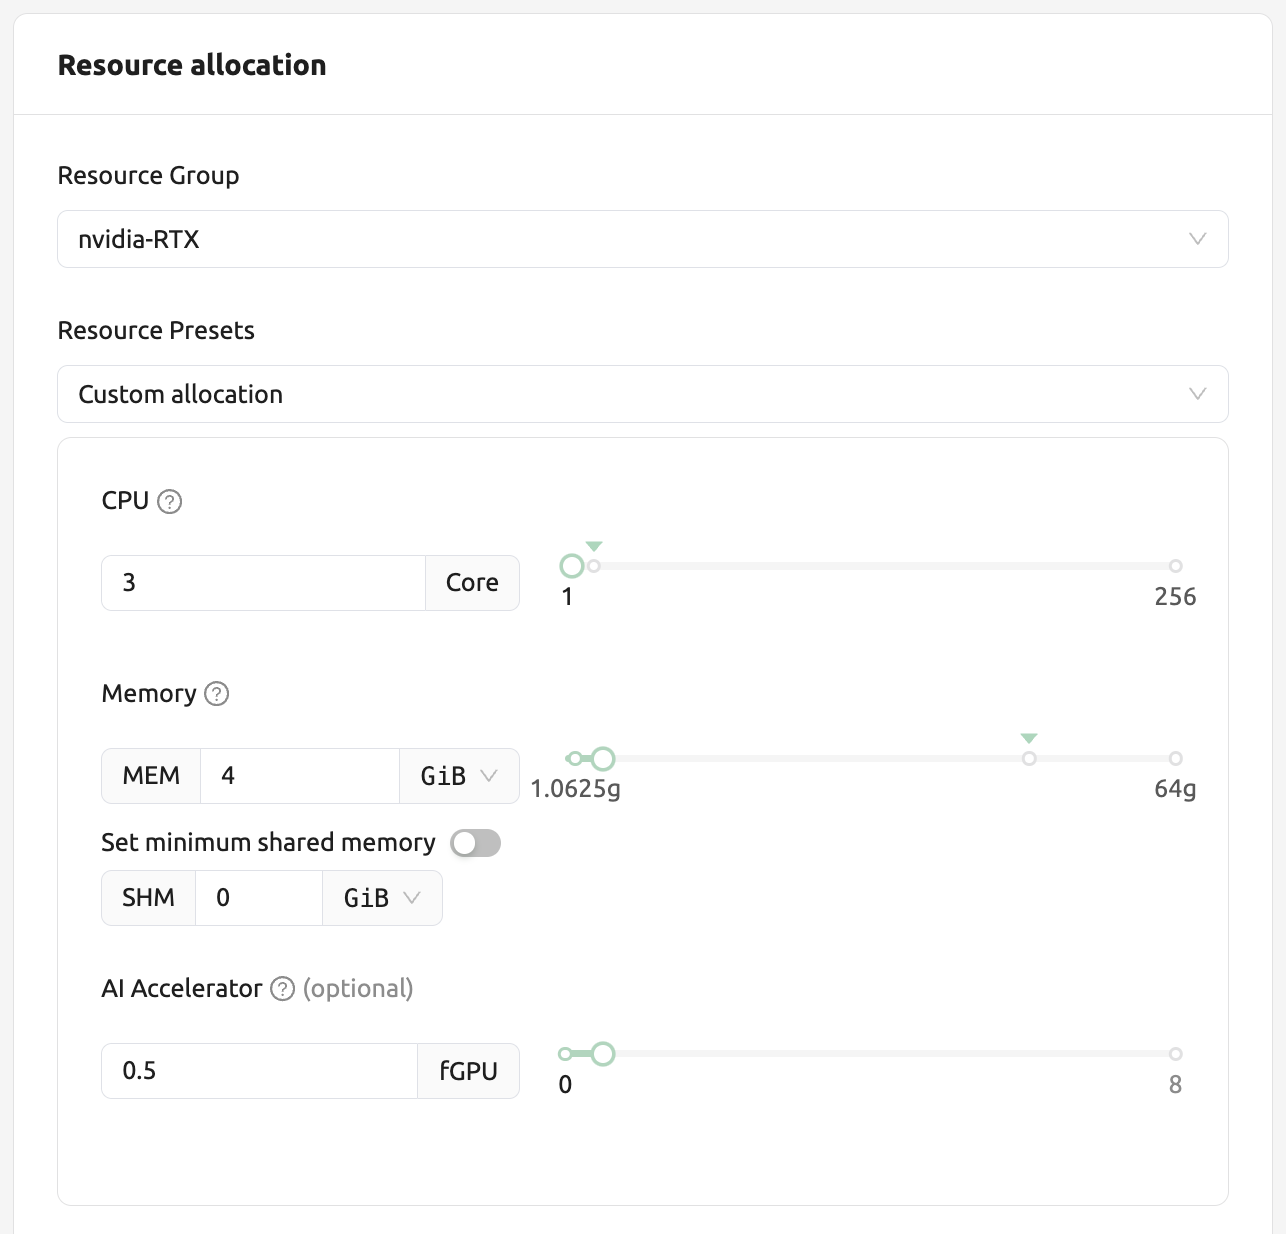 Resource allocation
Resource Group
nvidia-RTX
Resource Presets
Custom allocation
CPU ?
3 Core
1 256
Memory ?
MEM 4 GiB
1.0625g 64g
Set minimum shared memory
SHM 0 GiB
AI Accelerator ? (optional)
0.5 fGPU
0 8